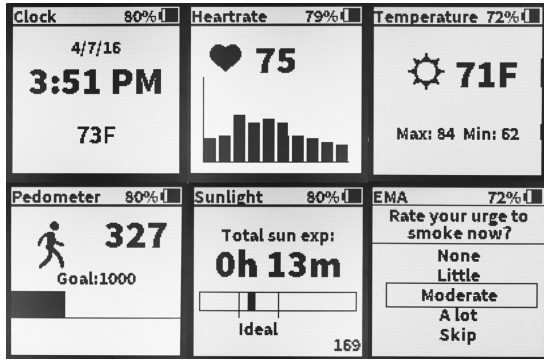 Clock 80%
4/7/16
3:51 PM
73F
Heartrate 79%
75
Temperature 72%
71F
Max: 84 Min: 62
Pedometer 80%
327
Goal:1000
Sunlight 80%
Total sun exp:
0h 13m
Ideal
169
EMA 72%
Rate your urge to
smoke now?
None
Little
Moderate
A lot
Skip